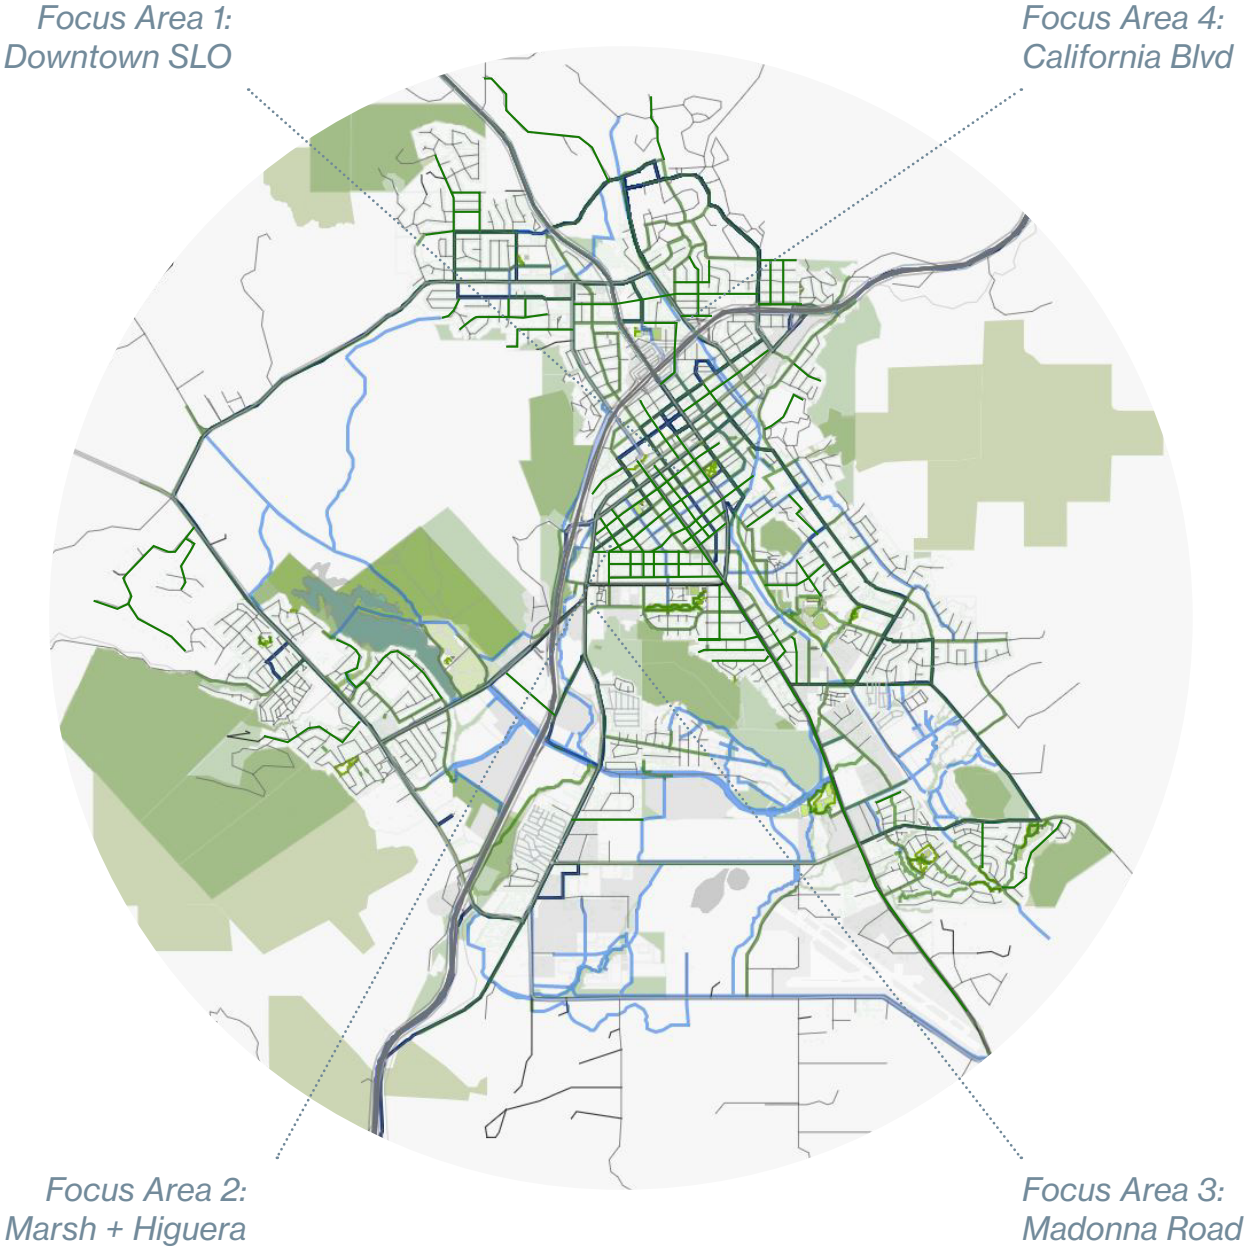 Focus Area 1:
Downtown SLO
Focus Area 4:
California Blvd
Focus Area 2:
Marsh + Higuera
Focus Area 3:
Madonna Road